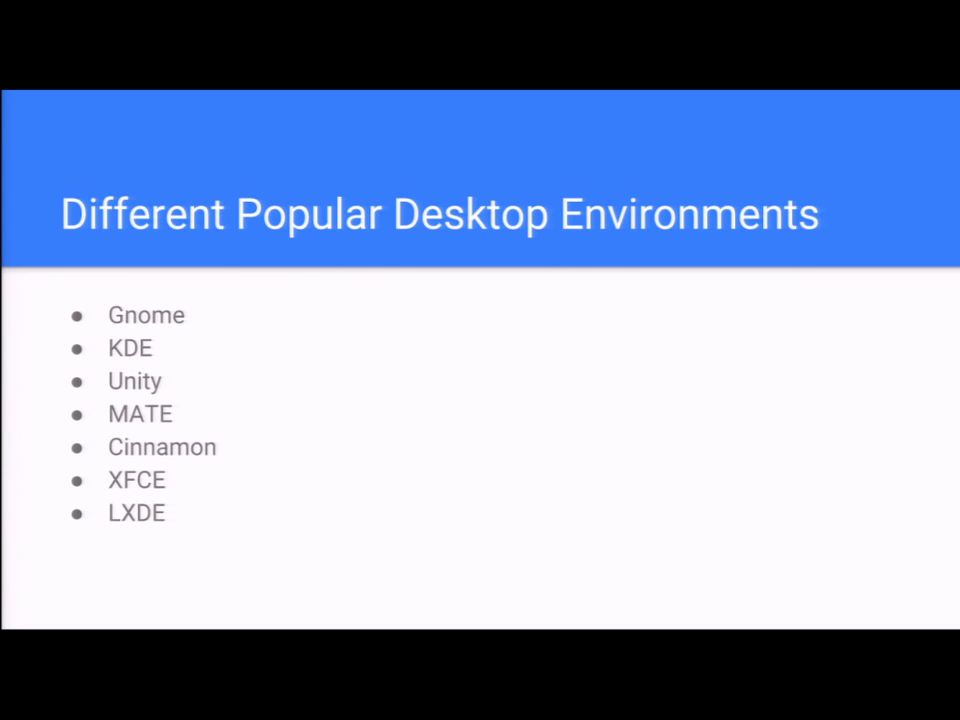 Different Popular Desktop Environments
● Gnome
● KDE
● Unity
● MATE
● Cinnamon
● XFCE
● LXDE